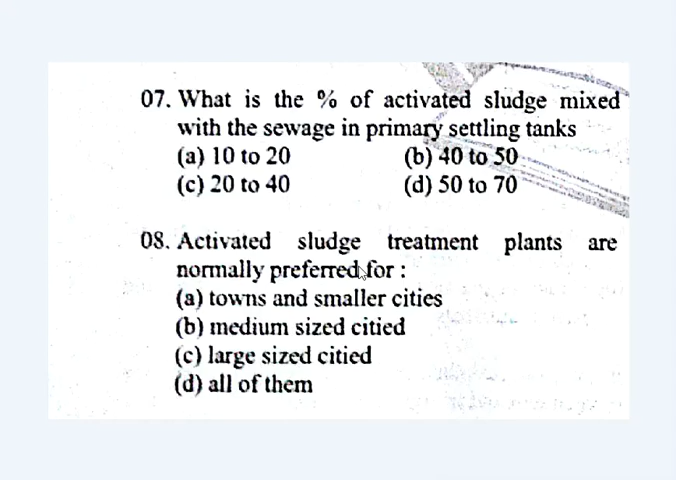 07. What is the % of activated sludge mixed
with the sewage in primary settling tanks
(a) 10 to 20 (b) 40 to 50
(c) 20 to 40 (d) 50 to 70
08. Activated sludge treatment plants are
normally preferred for :
(a) towns and smaller cities
(b) medium sized citied
(c) large sized citied
(d) all of them